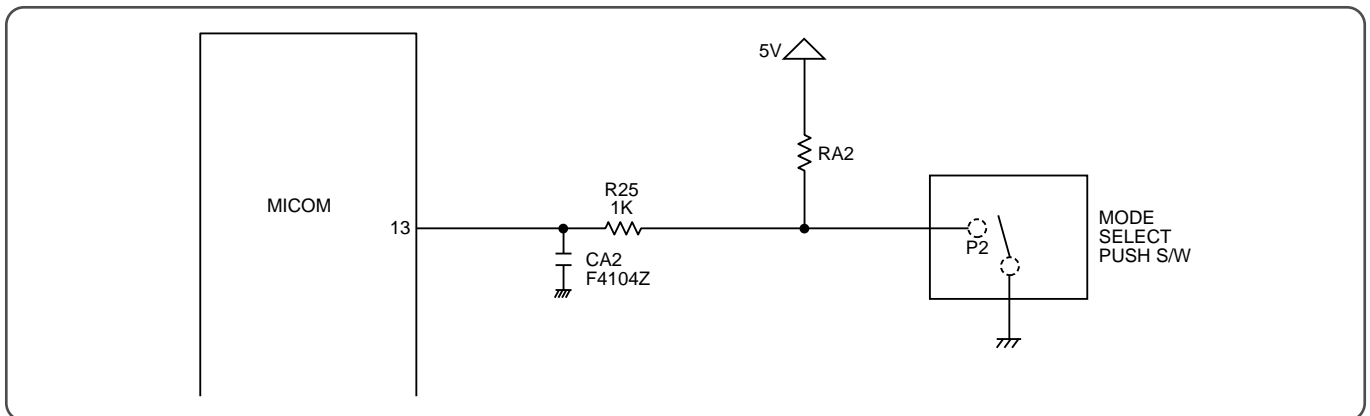 5V
RA2
R25
1K
MICOM
13
CA2
F4104Z
P2
MODE
SELECT
PUSH S/W